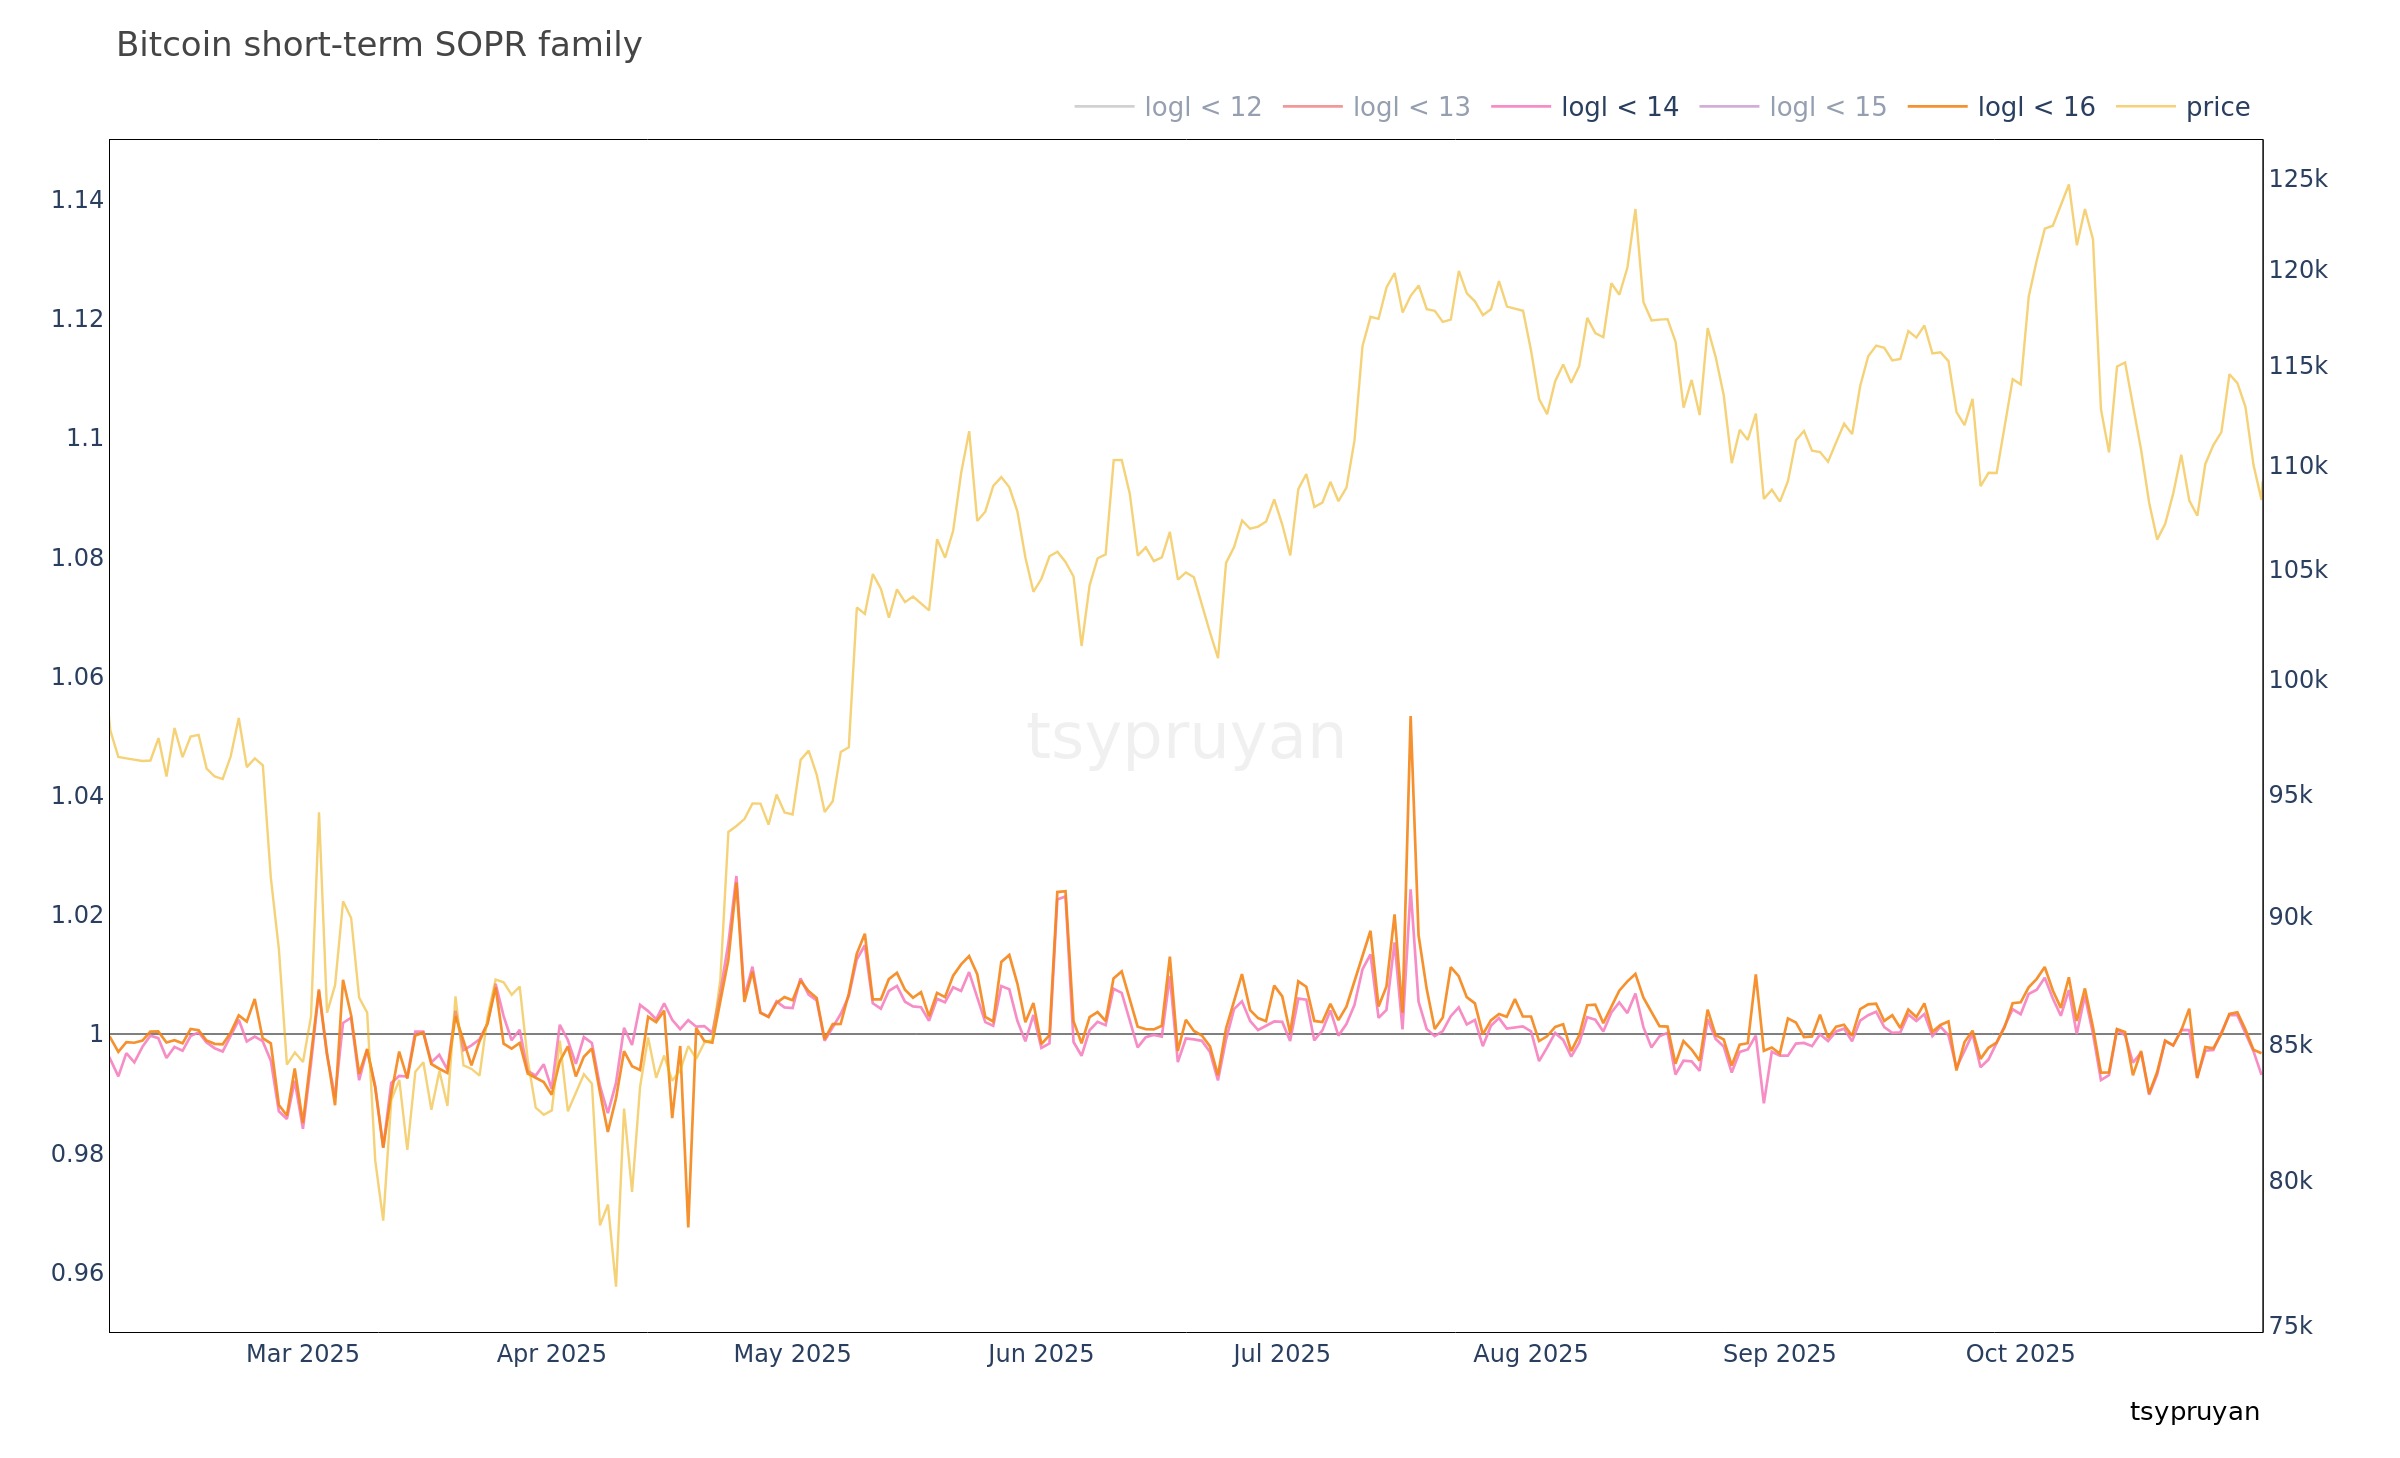 Bitcoin short-term SOPR family
logl < 12 logl < 13 logl < 14 logl < 15 logl < 16 price
1.14
1.12
1.1
1.08
1.06
1.04
1.02
1
0.98
0.96
125k
120k
115k
110k
105k
100k
95k
90k
85k
80k
75k
tsypruyan
Mar 2025 Apr 2025 May 2025 Jun 2025 Jul 2025 Aug 2025 Sep 2025 Oct 2025
tsypruyan